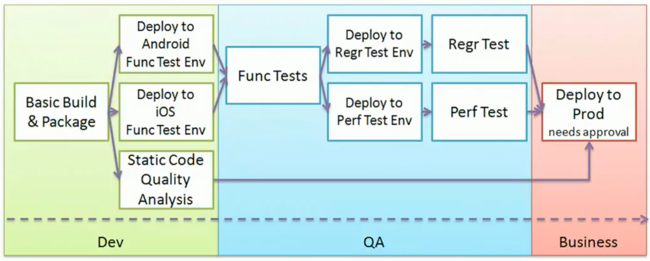 Basic Build
& Package
Deploy to
Android
Func Test Env
Deploy to
iOS
Func Test Env
Static Code
Quality
Analysis
Func Tests
Deploy to
Regr Test Env
Deploy to
Perf Test Env
Regr Test
Perf Test
Deploy to
Prod
needs approval
Dev
QA
Business